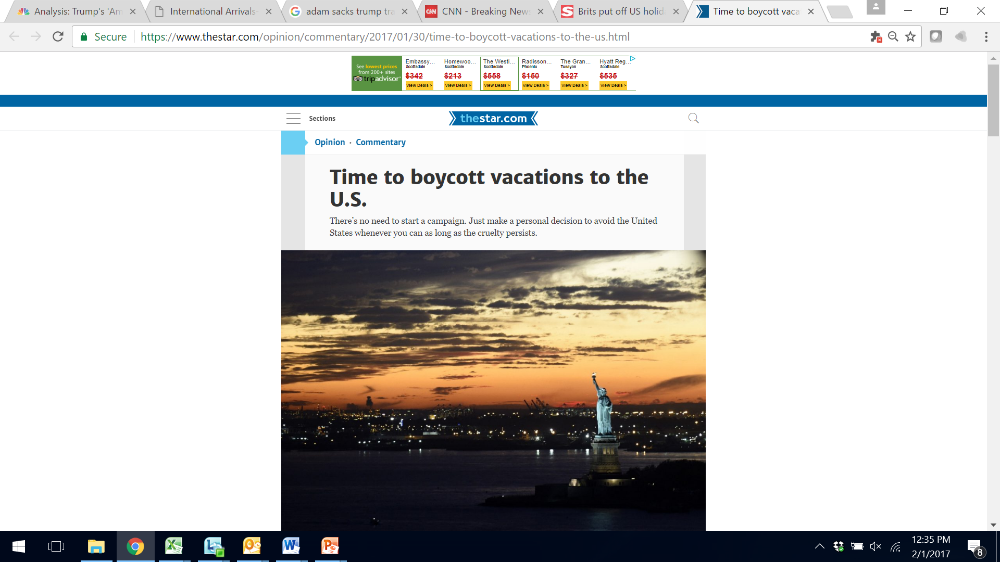 Analysis: Trump's 'Am
International Arrivals-
adam sacks trump tra
CNN - Breaking News
Brits put off US holid
Time to boycott vaca
Secure
https://www.thestar.com/opinion/commentary/2017/01/30/time-to-boycott-vacations-to-the-us.html
See lowest prices
from 200+ sites
tripadvisor
Embassy...
Scottsdale
$342
View Deals >
Homewoo...
Scottsdale
$213
View Deals >
The Westi...
Scottsdale
$558
View Deals >
Radisson...
Phoenix
$150
View Deals >
The Gran...
Tusayan
$327
View Deals >
Hyatt Reg...
Scottsdale
$535
View Deals >
Sections
thestar.com
Opinion · Commentary
Time to boycott vacations to the
U.S.
There’s no need to start a campaign. Just make a personal decision to avoid the United
States whenever you can as long as the cruelty persists.
12:35 PM
2/1/2017
8